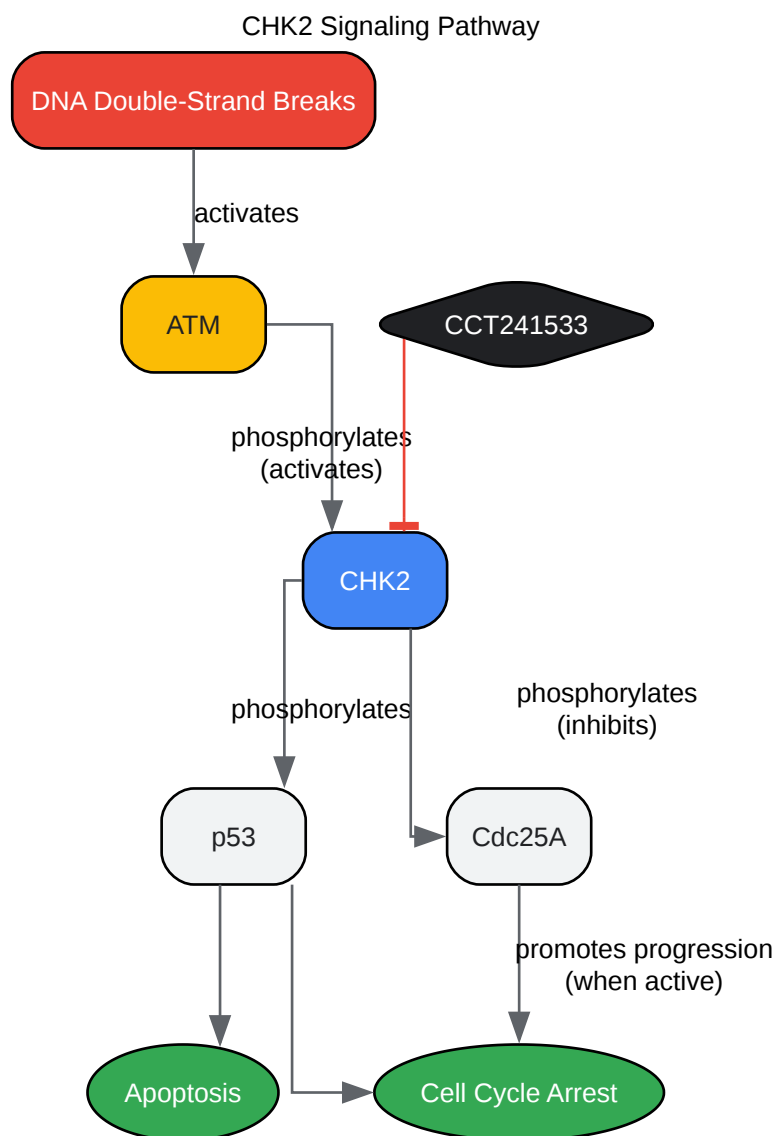 CHK2 Signaling Pathway
DNA Double-Strand Breaks
activates
ATM
CCT241533
phosphorylates
(activates)
CHK2
phosphorylates
phosphorylates
(inhibits)
p53
Cdc25A
promotes progression
(when active)
Apoptosis
Cell Cycle Arrest